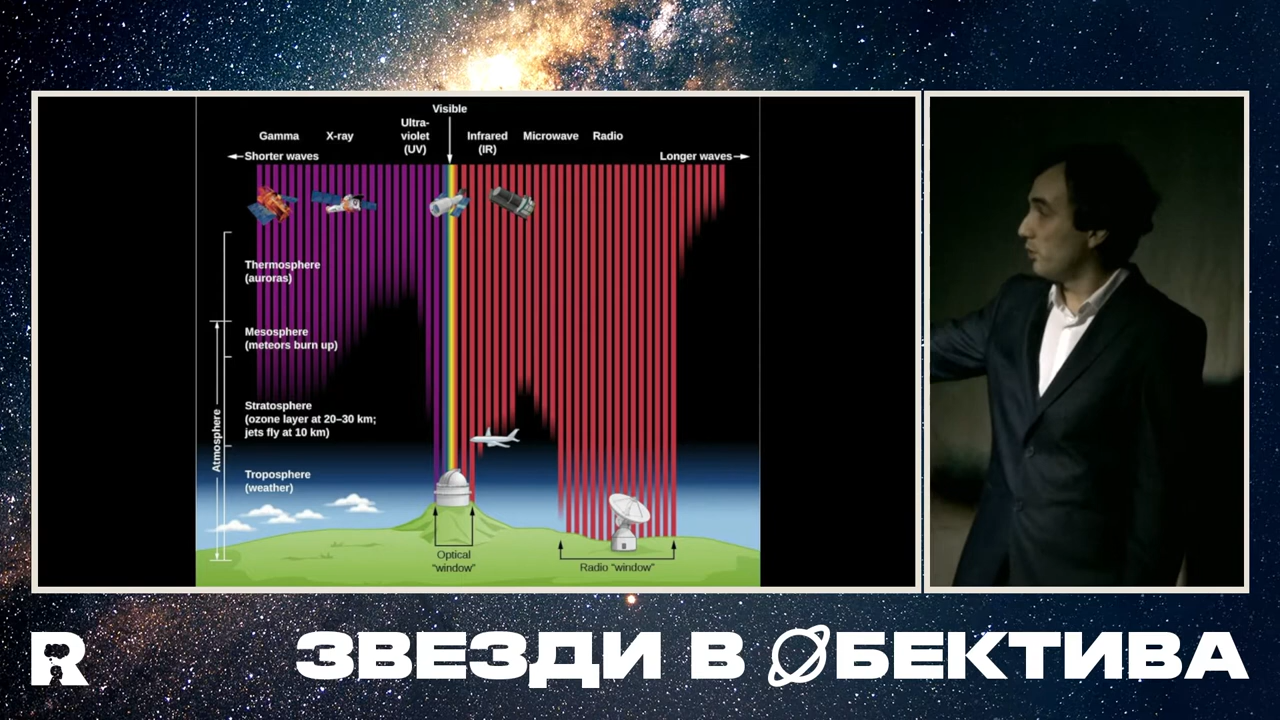 Visible
Gamma
X-ray
Ultra-
violet
(UV)
Infrared
(IR)
Microwave
Radio
Shorter waves
Longer waves
Thermosphere
(auroras)
Mesosphere
(meteors burn up)
Stratosphere
(ozone layer at 20–30 km;
jets fly at 10 km)
Atmosphere
Troposphere
(weather)
Optical
“window”
Radio “window”
R
ЗВЕЗДИ В ОБЕКТИВА